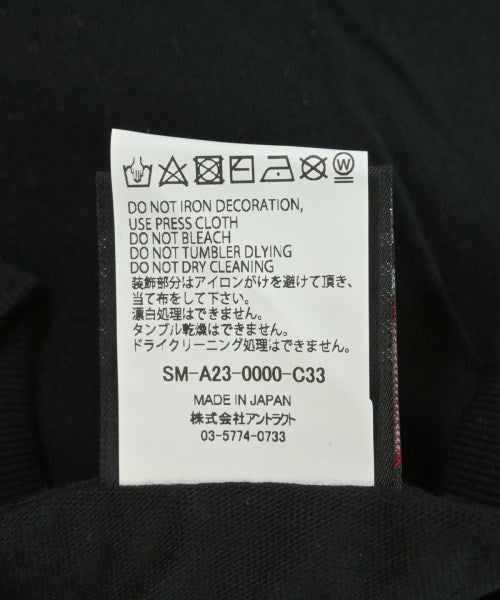 DO NOT IRON DECORATION,
USE PRESS CLOTH
DO NOT BLEACH
DO NOT TUMBLER DLYING
DO NOT DRY CLEANING
装飾部分はアイロンがけを避けて頂き、
当て布をして下さい。
漂白処理はできません。
タンブル乾燥はできません。
ドライクリーニング処理はできません。
SM-A23-0000-C33
MADE IN JAPAN
株式会社アントラクト
03-5774-0733